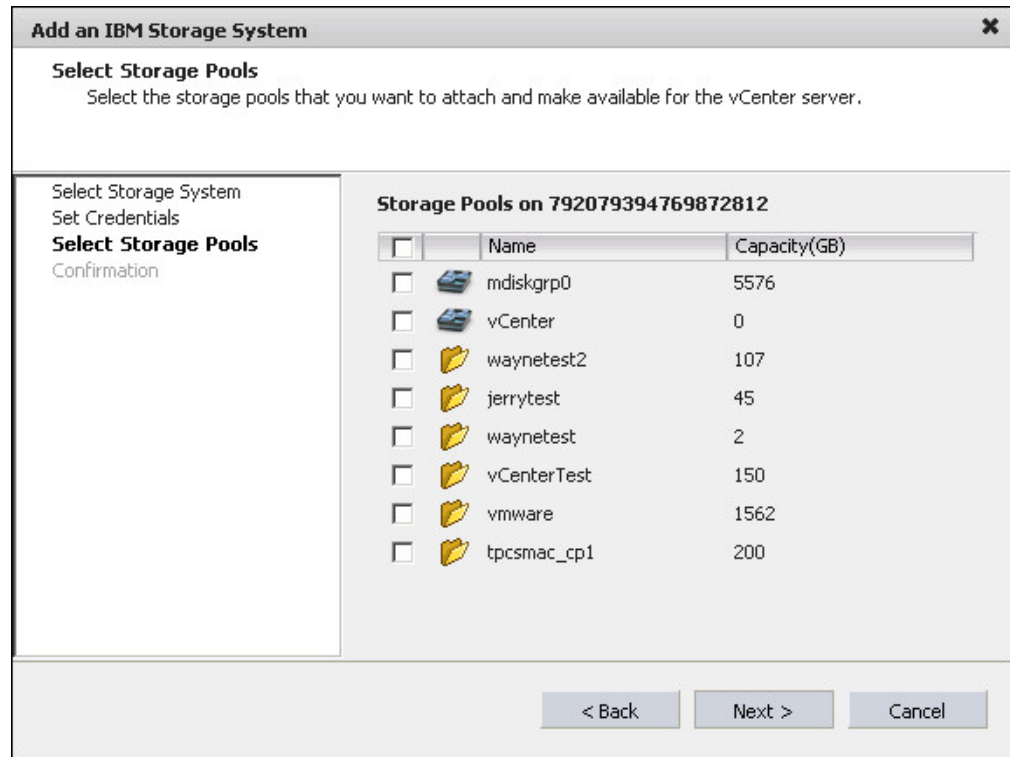 Add an IBM Storage System
Select Storage Pools
Select the storage pools that you want to attach and make available for the vCenter server.
Select Storage System
Set Credentials
Select Storage Pools
Confirmation
Storage Pools on 792079394769872812
Name Capacity(GB)
mdiskgrp0 5576
vCenter 0
waynetest2 107
jerrytest 45
waynetest 2
vCenterTest 150
vmware 1562
tpcsmac_cp1 200
< Back Next > Cancel